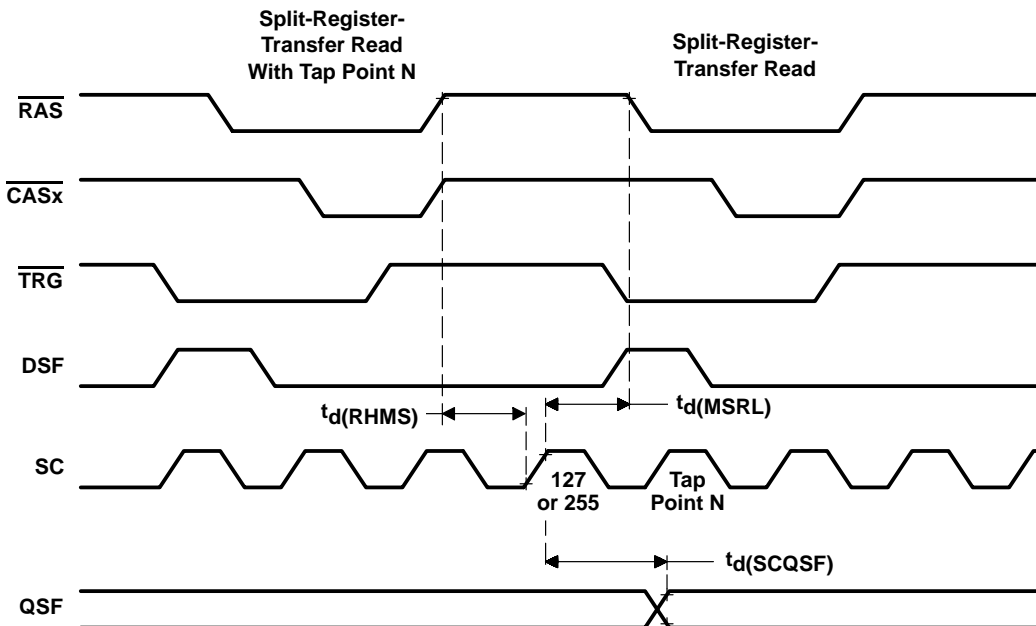 Split-Register-
Transfer Read
With Tap Point N
Split-Register-
Transfer Read
RAS
CASx
TRG
DSF
td(RHMS)
td(MSRL)
SC
127
or 255
Tap
Point N
td(SCQSF)
QSF